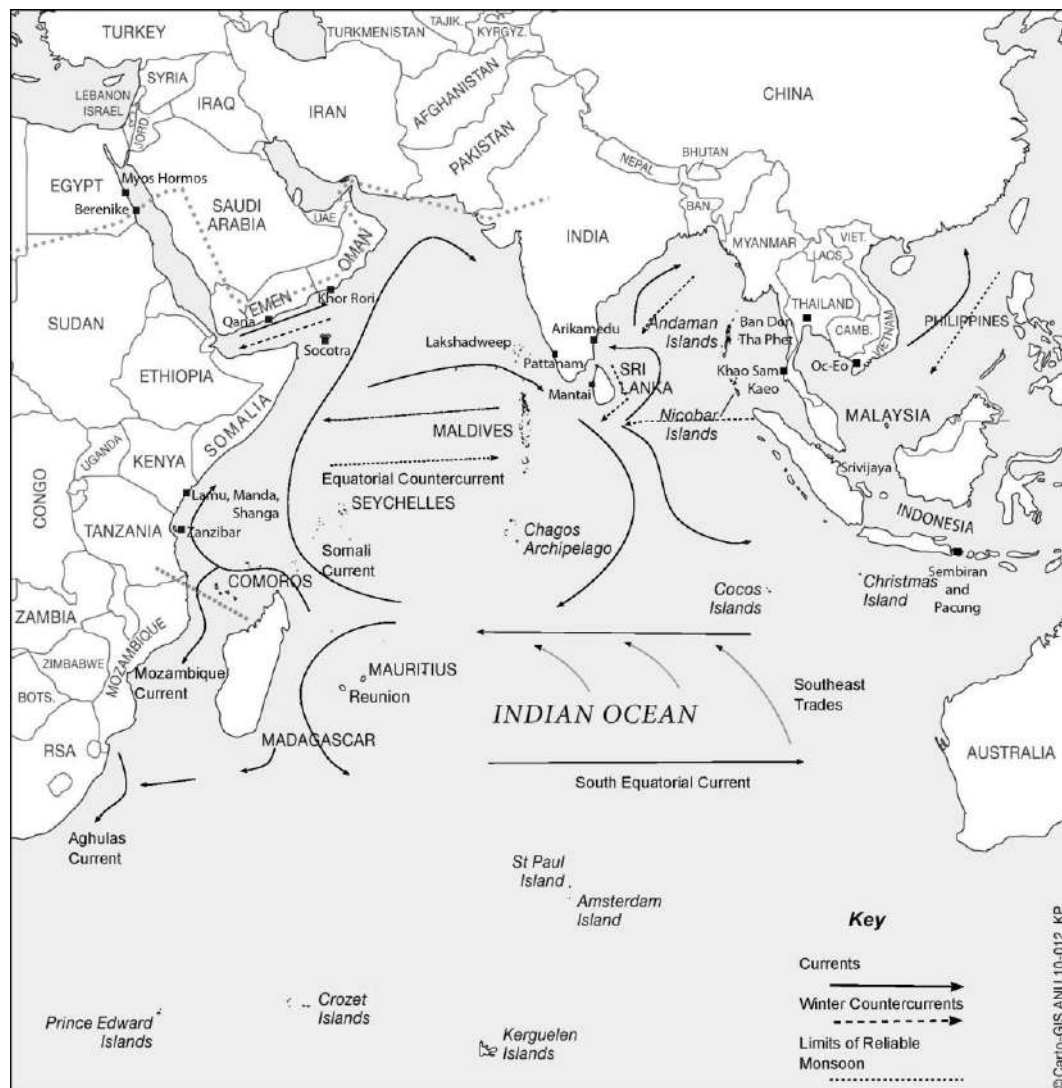 TURKEY
TURKMENISTAN
TAJIK.
KYRGYZ.
SYRIA
LEBANON
ISRAEL
JORD.
IRAQ
IRAN
AFGHANISTAN
PAKISTAN
CHINA
NEPAL
BHUTAN
BAN.
EGYPT
Myos Hormos
Berenike
SAUDI
ARABIA
UAE
OMAN
YEMEN
Khor Rori
Qana
Socotra
INDIA
MYANMAR
VIET.
LAOS
THAILAND
CAMB.
VIETNAM
PHILIPPINES
SUDAN
ETHIOPIA
SOMALIA
Lakshadweep
Arikamedu
Pattanam
Mantai
SRI
LANKA
Andaman
Islands
Ban Don
Tha Phet
Khao Sam
Kaeo
Oc-Eo
Nicobar
Islands
MALAYSIA
MALDIVES
Equatorial Countercurrent
SEYCHELLES
Srivijaya
INDONESIA
CONGO
UGANDA
KENYA
Lamu, Manda,
Shanga
TANZANIA
Zanzibar
Somali
Current
Chagos
Archipelago
COMOROS
Cocos
Islands
Christmas
Island
Sembiran
and
Pacung
ZAMBIA
ZIMBABWE
MOZAMBIQUE
BOTS.
RSA
Mozambique
Current
MAURITIUS
Reunion
MADAGASCAR
INDIAN OCEAN
Southeast
Trades
AUSTRALIA
South Equatorial Current
Aghulas
Current
St Paul
Island
Amsterdam
Island
Prince Edward
Islands
Crozet
Islands
Kerguelen
Islands
Key
Currents
Winter Countercurrents
Limits of Reliable
Monsoon
©Carto-GIS ANU 10-012 KP